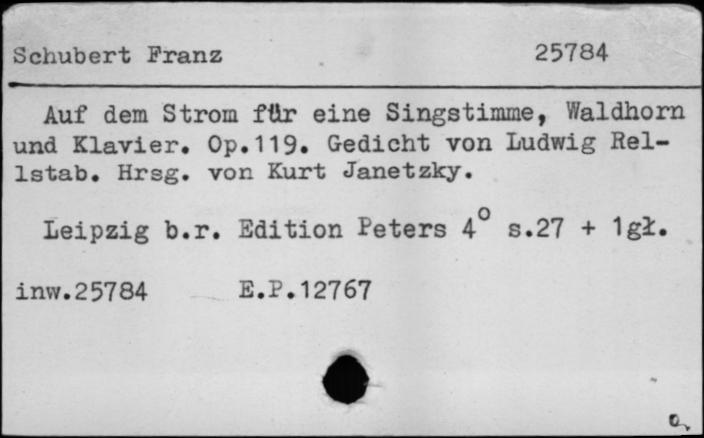 Schubert Franz 25784
Auf dem Strom für eine Singstimme, Waldhorn
und Klavier. Op.119. Gedicht von Ludwig Rel-
lstab. Hrsg. von Kurt Janetzky.
Leipzig b.r. Edition Peters 4° s.27 + 1gł.
inw.25784 E.P.12767